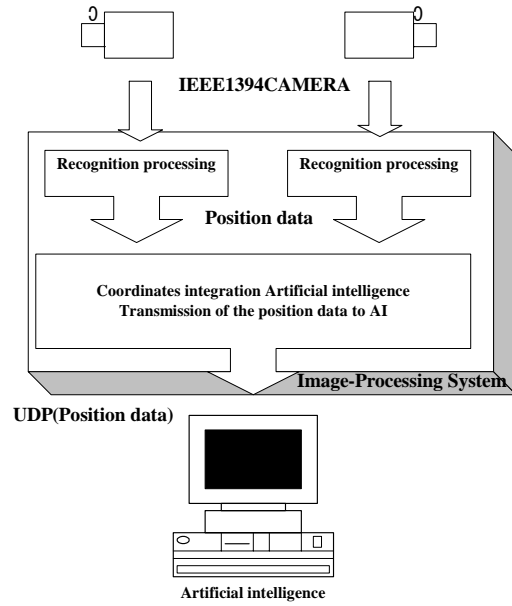 IEEE1394CAMERA
Recognition processing
Recognition processing
Position data
Coordinates integration Artificial intelligence
Transmission of the position data to AI
Image-Processing System
UDP(Position data)
Artificial intelligence